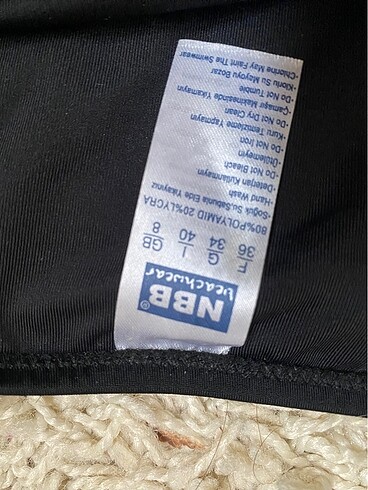 NBB®
beachwear
F G I GB
36 34 40 8
80%POLYAMID 20%LYCRA
-Soğuk Su,Sabunla Elde Yıkayınız
-Hand Wash
-Deterjan Kullanmayın
-Do Not Bleach
-Ütülemeyin
-Do Not Iron
-Kuru Temizleme Yapmayın
-Do Not Dry Clean
-Çamaşır Makinesinde Yıkamayın
-Do Not Tumble
-Klorlu Su Mayoyu Bozar
-Chlorine May Faint The Swimwear